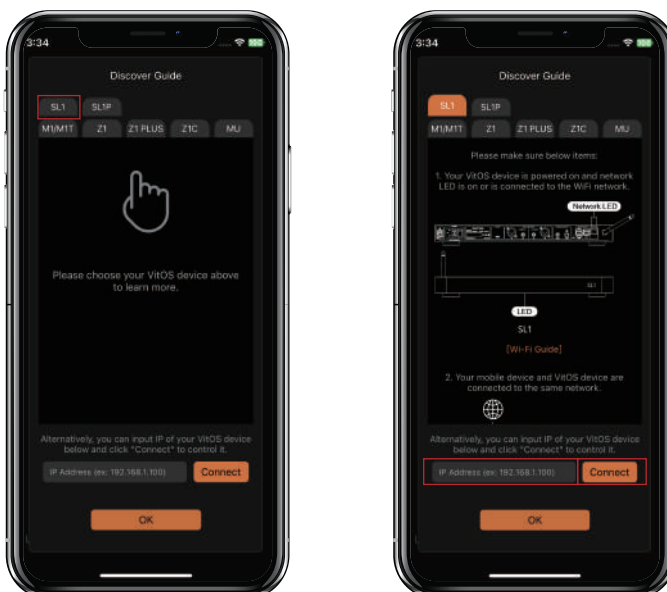 3:34
100
Discover Guide
SL1 SL1P
M1/M1T Z1 Z1 PLUS Z1C MU
Please choose your VitOS device above
to learn more.
Alternatively, you can input IP of your VitOS device
below and click "Connect" to control it.
IP Address (ex: 192.168.1.100) Connect
OK
3:34
100
Discover Guide
SL1 SL1P
M1/M1T Z1 Z1 PLUS Z1C MU
Please make sure below items:
1. Your VitOS device is powered on and network
LED is on or is connected to the WiFi network.
Network LED
SL1
LED
SL1
[Wi-Fi Guide]
2. Your mobile device and VitOS device are
connected to the same network.
Alternatively, you can input IP of your VitOS device
below and click "Connect" to control it.
IP Address (ex: 192.168.1.100) Connect
OK